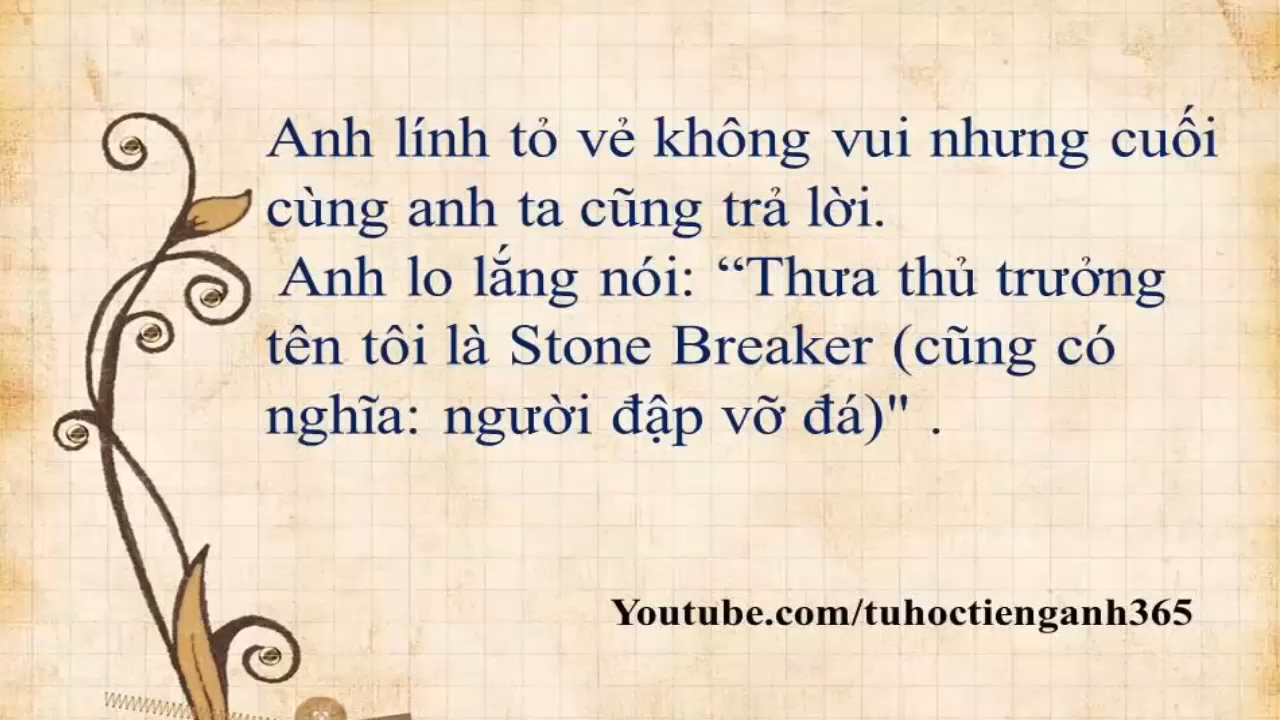 Anh lính tỏ vẻ không vui nhưng cuối
cùng anh ta cũng trả lời.
Anh lo lắng nói: “Thưa thủ trưởng
tên tôi là Stone Breaker (cũng có
nghĩa: người đập vỡ đá)" .
Youtube.com/tuhoctienganh365